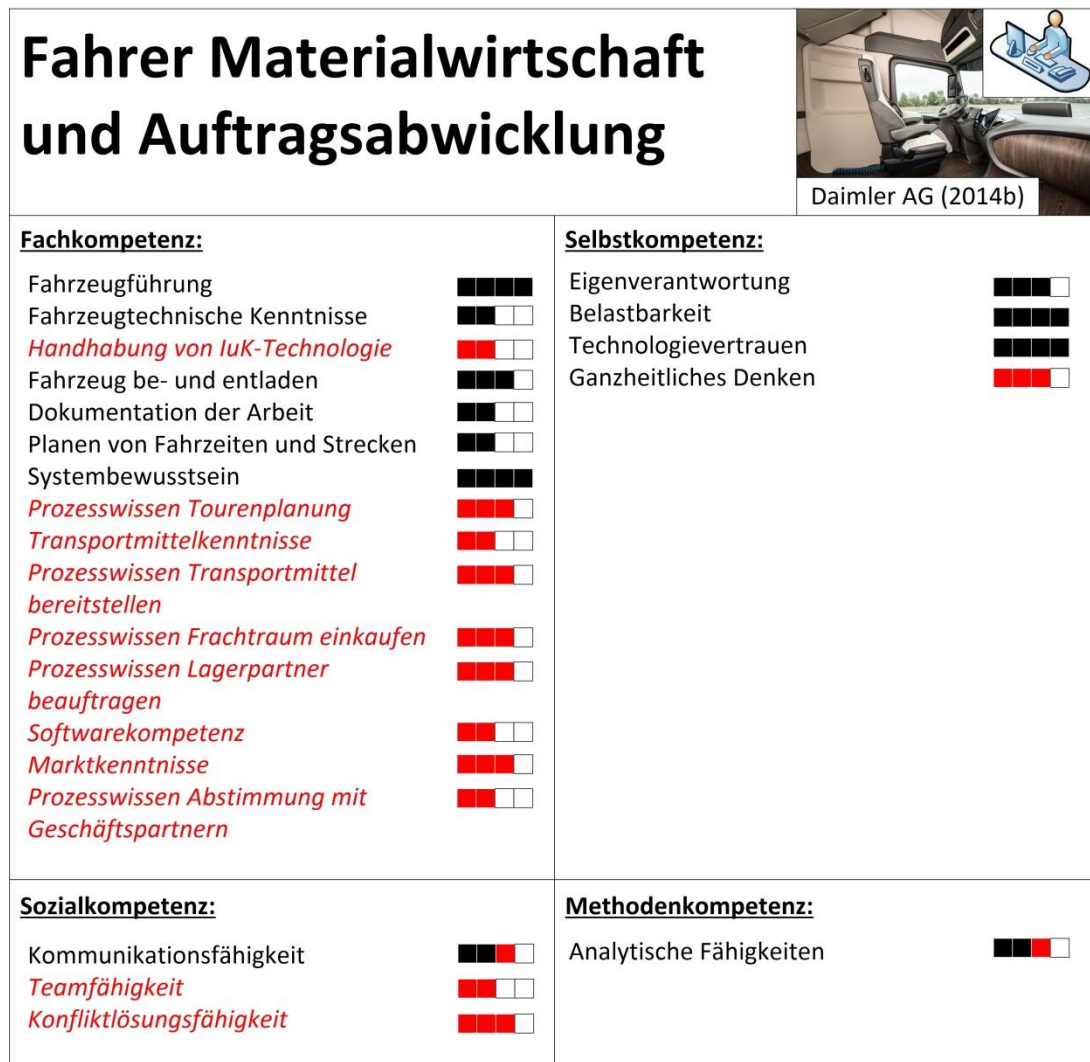 Fahrer Materialwirtschaft
und Auftragsabwicklung
Daimler AG (2014b)
Fachkompetenz:
Fahrzeugführung
Fahrzeugtechnische Kenntnisse
Handhabung von IuK-Technologie
Fahrzeug be- und entladen
Dokumentation der Arbeit
Planen von Fahrzeiten und Strecken
Systembewusstsein
Prozesswissen Tourenplanung
Transportmittelkenntnisse
Prozesswissen Transportmittel
bereitstellen
Prozesswissen Frachtraum einkaufen
Prozesswissen Lagerpartner
beauftragen
Softwarekompetenz
Marktkenntnisse
Prozesswissen Abstimmung mit
Geschäftspartnern
Selbstkompetenz:
Eigenverantwortung
Belastbarkeit
Technologievertrauen
Ganzheitliches Denken
Sozialkompetenz:
Kommunikationsfähigkeit
Teamfähigkeit
Konfliktlösungsfähigkeit
Methodenkompetenz:
Analytische Fähigkeiten